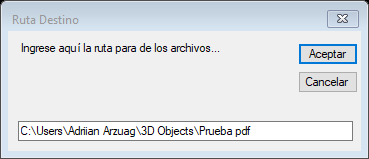 Ruta Destino
Ingrese aquí la ruta para de los archivos...
Aceptar
Cancelar
C:\Users\Adriian Arzuag\3D Objects\Prueba pdf